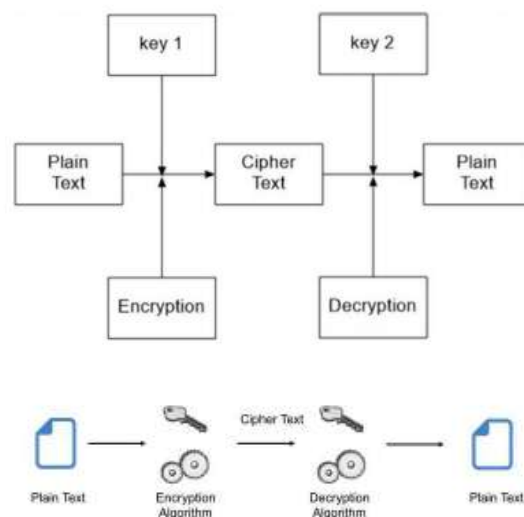 key 1
key 2
Plain
Text
Cipher
Text
Plain
Text
Encryption
Decryption
Cipher Text
Plain Text
Encryption
Algorithm
Decryption
Algorithm
Plain Text